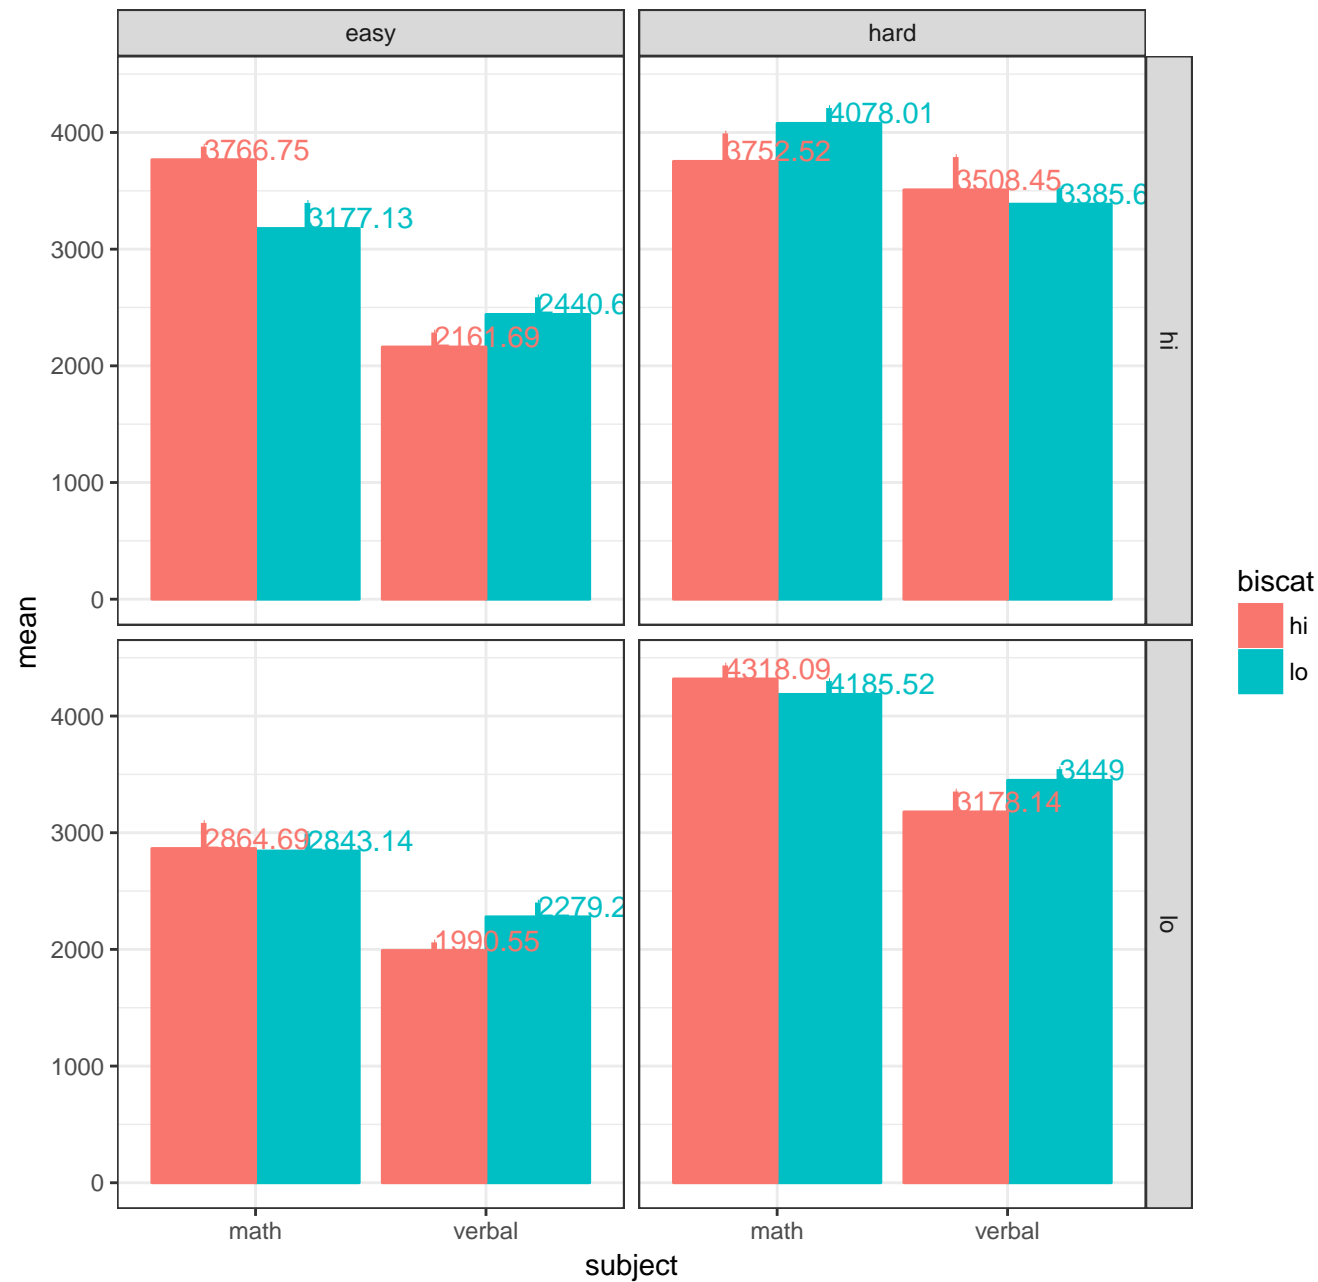 easy
hard
4000
3766.75
3177.13
4078.01
3752.52
3508.45
3385.6
3000
2440.6
2161.69
2000
1000
0
hi
mean
biscat
hi
lo
4318.09
4185.52
4000
3449
3178.14
3000
2864.69
2843.14
2279.2
2000
1990.55
1000
0
lo
math
verbal
math
verbal
subject